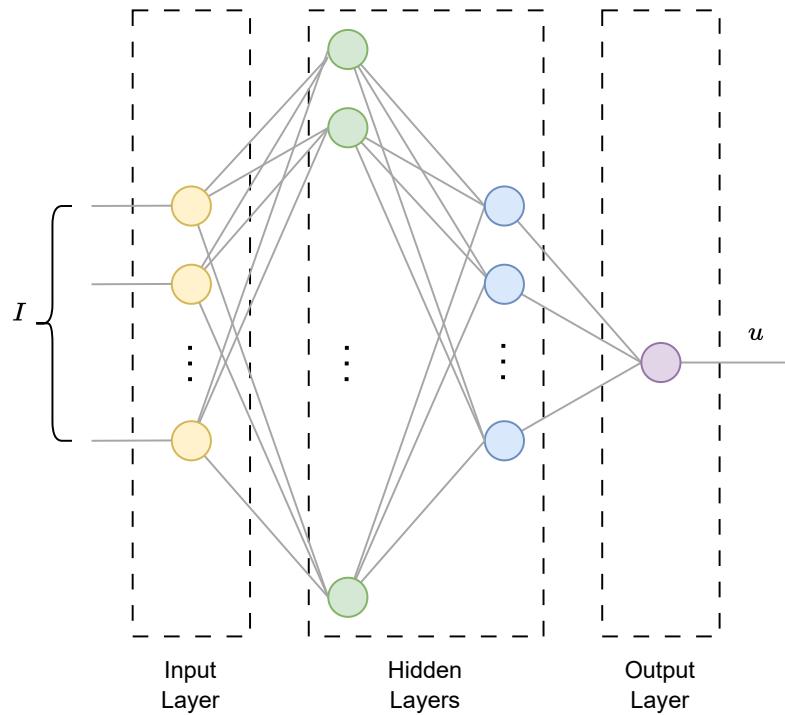 I
u
Input
Layer
Hidden
Layers
Output
Layer